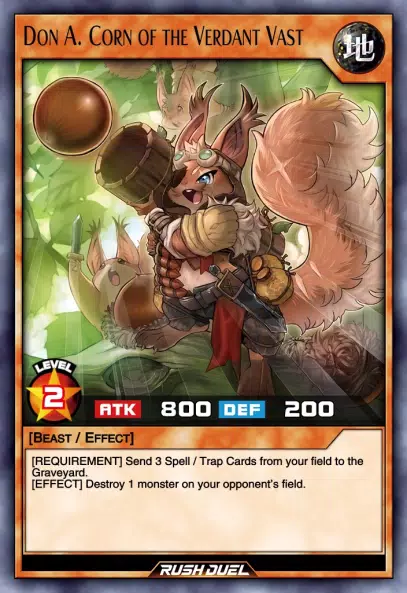 Don A. Corn of the Verdant Vast
地
LEVEL
2
ATK 800 DEF 200
[Beast / Effect]
[REQUIREMENT] Send 3 Spell / Trap Cards from your field to the
Graveyard.
[EFFECT] Destroy 1 monster on your opponent's field.
RUSH DUEL